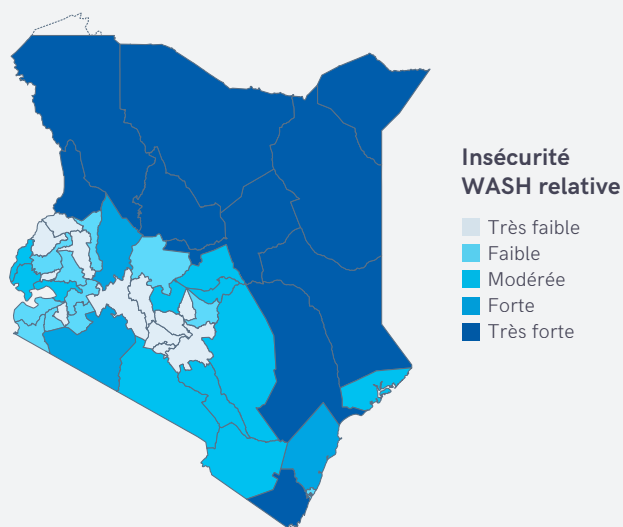 Insécurité
WASH relative
Très faible
Faible
Modérée
Forte
Très forte